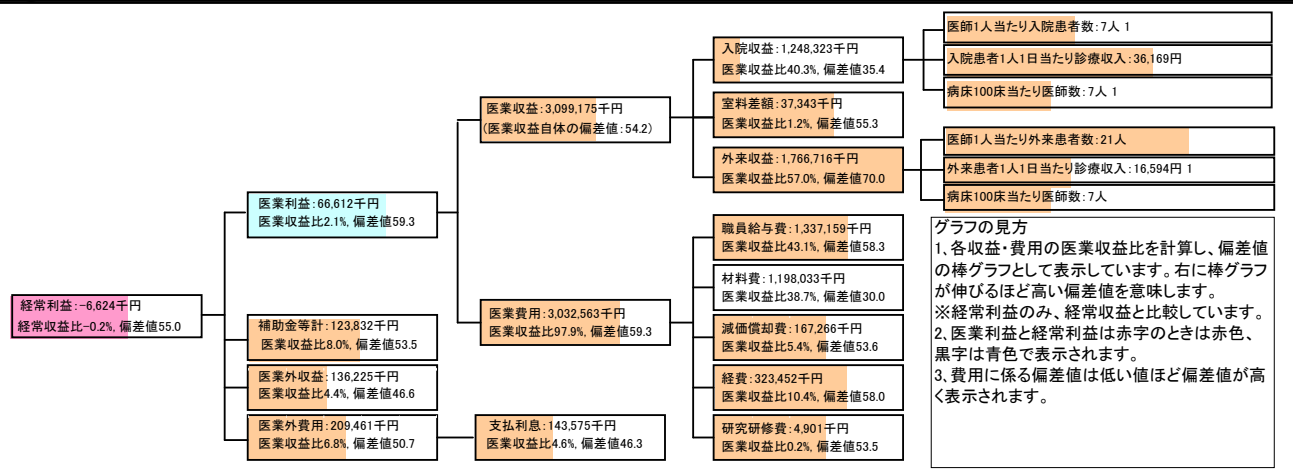 経常利益:-6,624千円
経常収益比-0.2%, 偏差値55.0
医業利益:66,612千円
医業収益比2.1%, 偏差値59.3
補助金等計:123,832千円
医業収益比8.0%, 偏差値53.5
医業外収益:136,225千円
医業収益比4.4%, 偏差値46.6
医業外費用:209,461千円
医業収益比6.8%, 偏差値50.7
医業収益:3,099,175千円
(医業収益自体の偏差値:54.2)
医業費用:3,032,563千円
医業収益比97.9%, 偏差値59.3
支払利息:143,575千円
医業収益比4.6%, 偏差値46.3
入院収益:1,248,323千円
医業収益比40.3%, 偏差値35.4
室料差額:37,343千円
医業収益比1.2%, 偏差値55.3
外来収益:1,766,716千円
医業収益比57.0%, 偏差値70.0
職員給与費:1,337,159千円
医業収益比43.1%, 偏差値58.3
材料費:1,198,033千円
医業収益比38.7%, 偏差値30.0
減価償却費:167,266千円
医業収益比5.4%, 偏差値53.6
経費:323,452千円
医業収益比10.4%, 偏差値58.0
研究研修費:4,901千円
医業収益比0.2%, 偏差値53.5
医師1人当たり入院患者数:7人 1
入院患者1人1日当たり診療収入:36,169円
病床100床当たり医師数:7人 1
医師1人当たり外来患者数:21人
外来患者1人1日当たり診療収入:16,594円 1
病床100床当たり医師数:7人
グラフの見方
1、各収益・費用の医業収益比を計算し、偏差値
の棒グラフとして表示しています。右に棒グラフ
が伸びるほど高い偏差値を意味します。
※経常利益のみ、経常収益と比較しています。
2、医業利益と経常利益は赤字のときは赤色、
黒字は青色で表示されます。
3、費用に係る偏差値は低い値ほど偏差値が高
く表示されます。